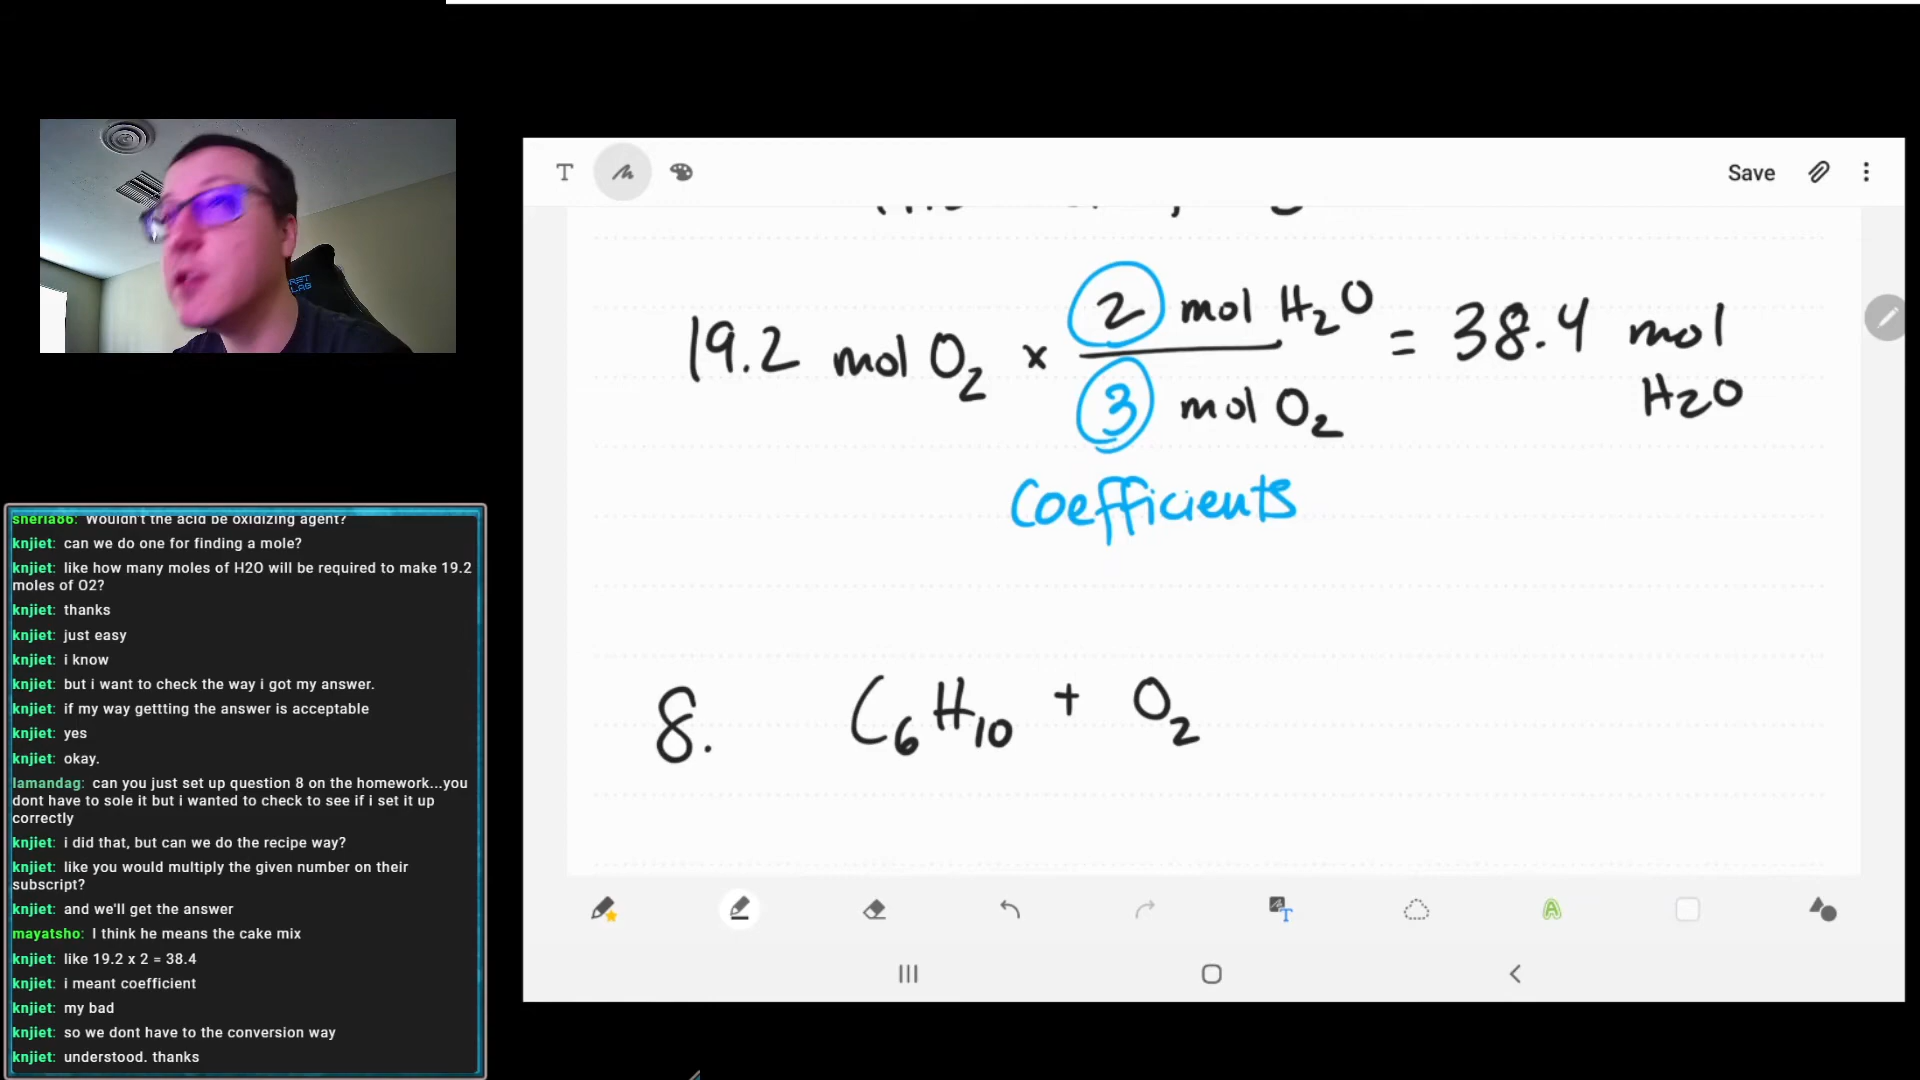 T
Save
19.2 mol O₂ x 2 mol H₂O = 38.4 mol
3 mol O₂ H₂O
Coefficients
8. C₆H₁₀ + O₂
A
T
sheria86: Wouldn't the acid be oxidizing agent?
knjiet: can we do one for finding a mole?
knjiet: like how many moles of H2O will be required to make 19.2
moles of O2?
knjiet: thanks
knjiet: just easy
knjiet: i know
knjiet: but i want to check the way i got my answer.
knjiet: if my way gettting the answer is acceptable
knjiet: yes
knjiet: okay.
lamandag: can you just set up question 8 on the homework...you
dont have to sole it but i wanted to check to see if i set it up
correctly
knjiet: i did that, but can we do the recipe way?
knjiet: like you would multiply the given number on their
subscript?
knjiet: and we'll get the answer
mayatsho: I think he means the cake mix
knjiet: like 19.2 x 2 = 38.4
knjiet: i meant coefficient
knjiet: my bad
knjiet: so we dont have to the conversion way
knjiet: understood. thanks